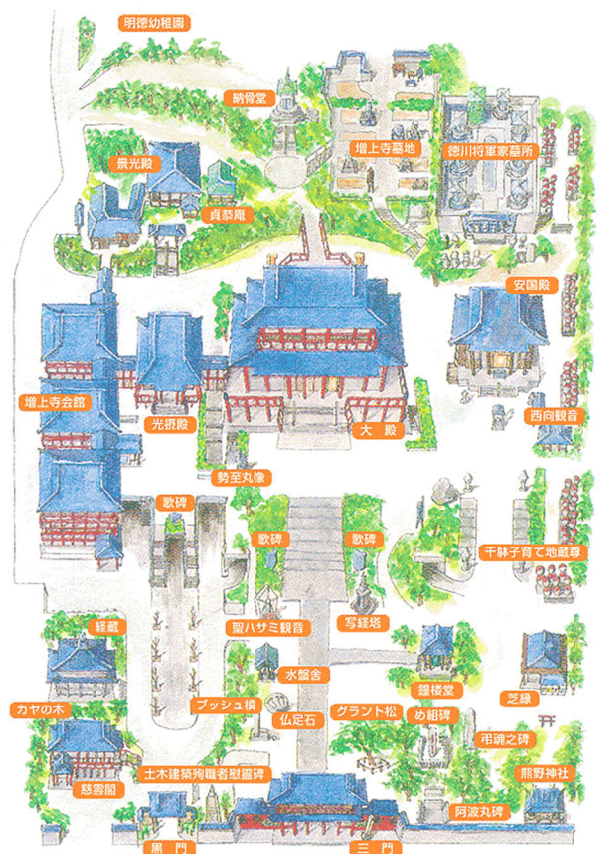 明徳幼稚園
納骨堂
増上寺墓地
徳川将軍家墓所
景光殿
貞恭庵
安国殿
増上寺会館
光摂殿
大殿
西向観音
勢至丸像
歌碑
歌碑
歌碑
千躰子育て地蔵尊
経蔵
聖ハサミ観音
写経塔
水盤舎
鐘楼堂
芝縁
カヤの木
ブッシュ槇
仏足石
グラント松
め組碑
弔魂之碑
慈雲閣
土木建築殉職者慰霊碑
熊野神社
阿波丸碑
黒門
三門